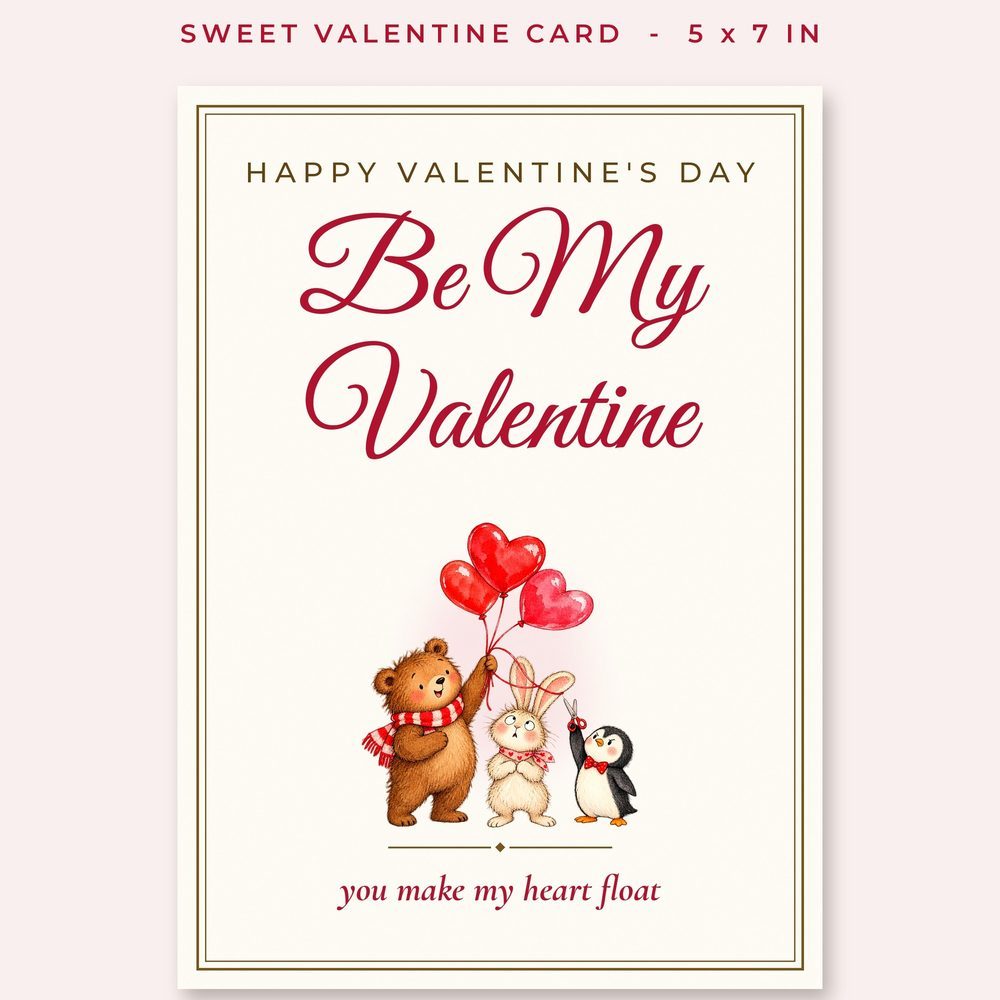 SWEET VALENTINE CARD - 5 x 7 IN
HAPPY VALENTINE'S DAY
Be My
Valentine
you make my heart float